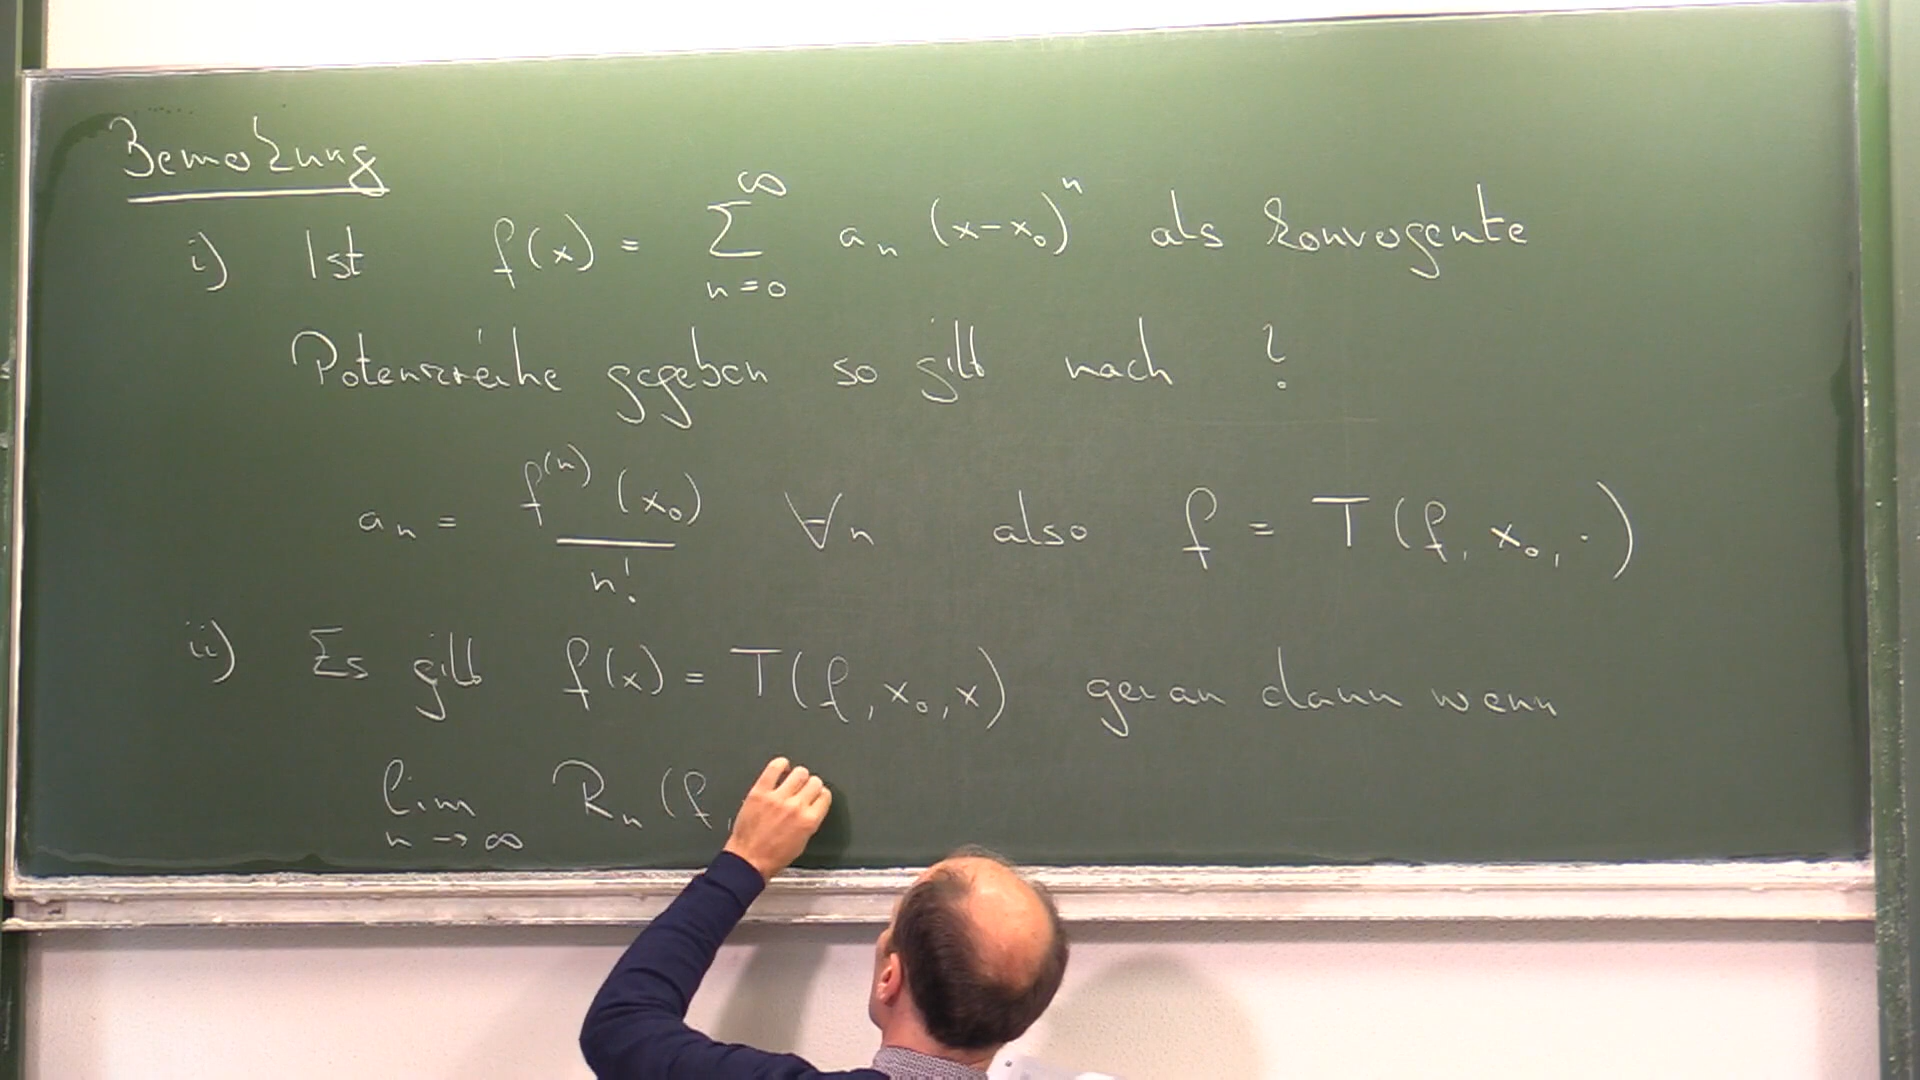 Bemerkung
i) Ist f(x) = ∑_{n=0}^{∞} a_n (x-x_0)^n als konvergente
Potenzreihe gegeben so gilt nach ?
a_n = f^{(n)}(x_0) / n! ∀n also f = T(f, x_0, ·)
ii) Es gilt f(x) = T(f, x_0, x) genau dann wenn
lim_{n→∞} R_n(f,